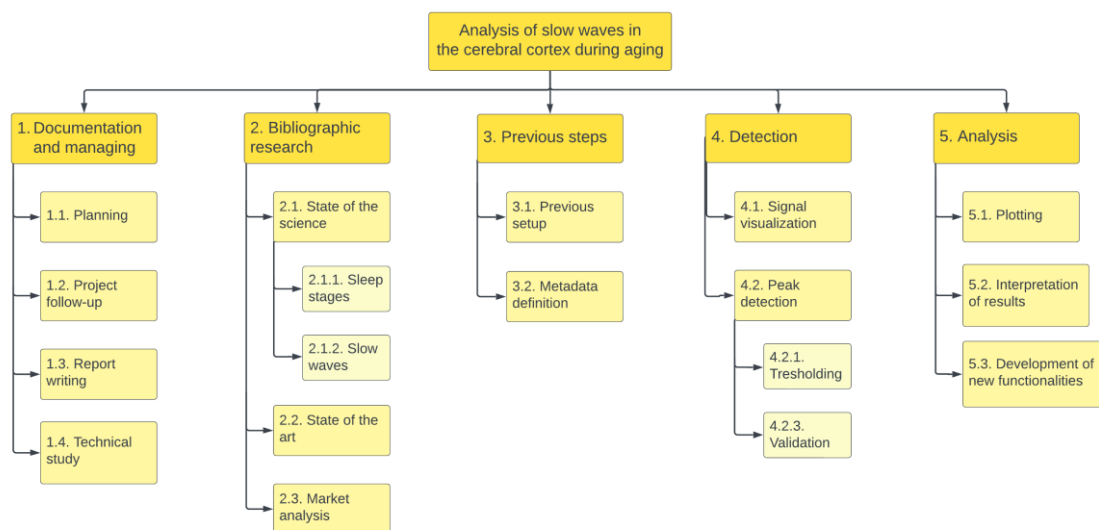 Analysis of slow waves in
the cerebral cortex during aging
1. Documentation
and managing
1.1. Planning
1.2. Project
follow-up
1.3. Report
writing
1.4. Technical
study
2. Bibliographic
research
2.1. State of the
science
2.1.1. Sleep
stages
2.1.2. Slow
waves
2.2. State of the
art
2.3. Market
analysis
3. Previous steps
3.1. Previous
setup
3.2. Metadata
definition
4. Detection
4.1. Signal
visualization
4.2. Peak
detection
4.2.1.
Tresholding
4.2.3.
Validation
5. Analysis
5.1. Plotting
5.2. Interpretation
of results
5.3. Development of
new functionalities